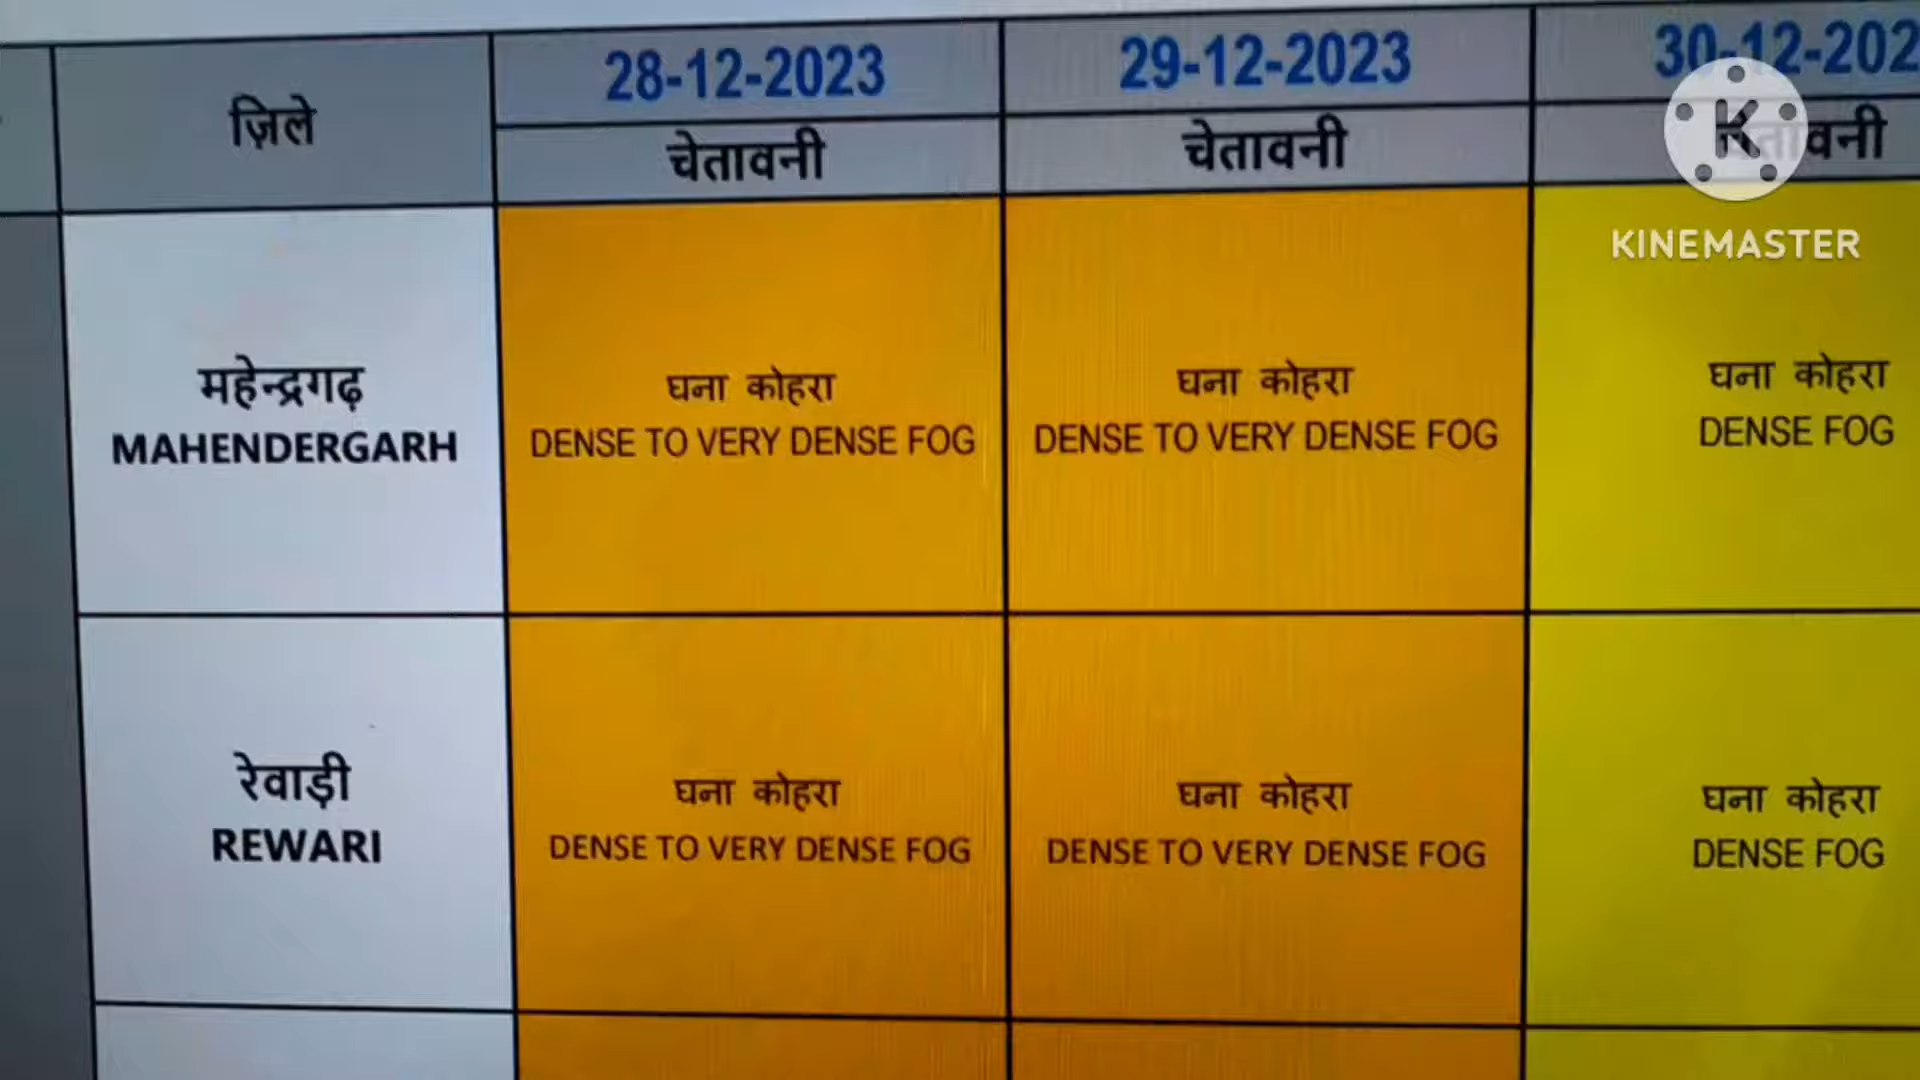 ज़िले
28-12-2023
29-12-2023
30-12-202
चेतावनी
चेतावनी
वनी
महेन्द्रगढ़
MAHENDERGARH
घना कोहरा
DENSE TO VERY DENSE FOG
घना कोहरा
DENSE TO VERY DENSE FOG
घना कोहरा
DENSE FOG
रेवाड़ी
REWARI
घना कोहरा
DENSE TO VERY DENSE FOG
घना कोहरा
DENSE TO VERY DENSE FOG
घना कोहरा
DENSE FOG
K
KINEMASTER